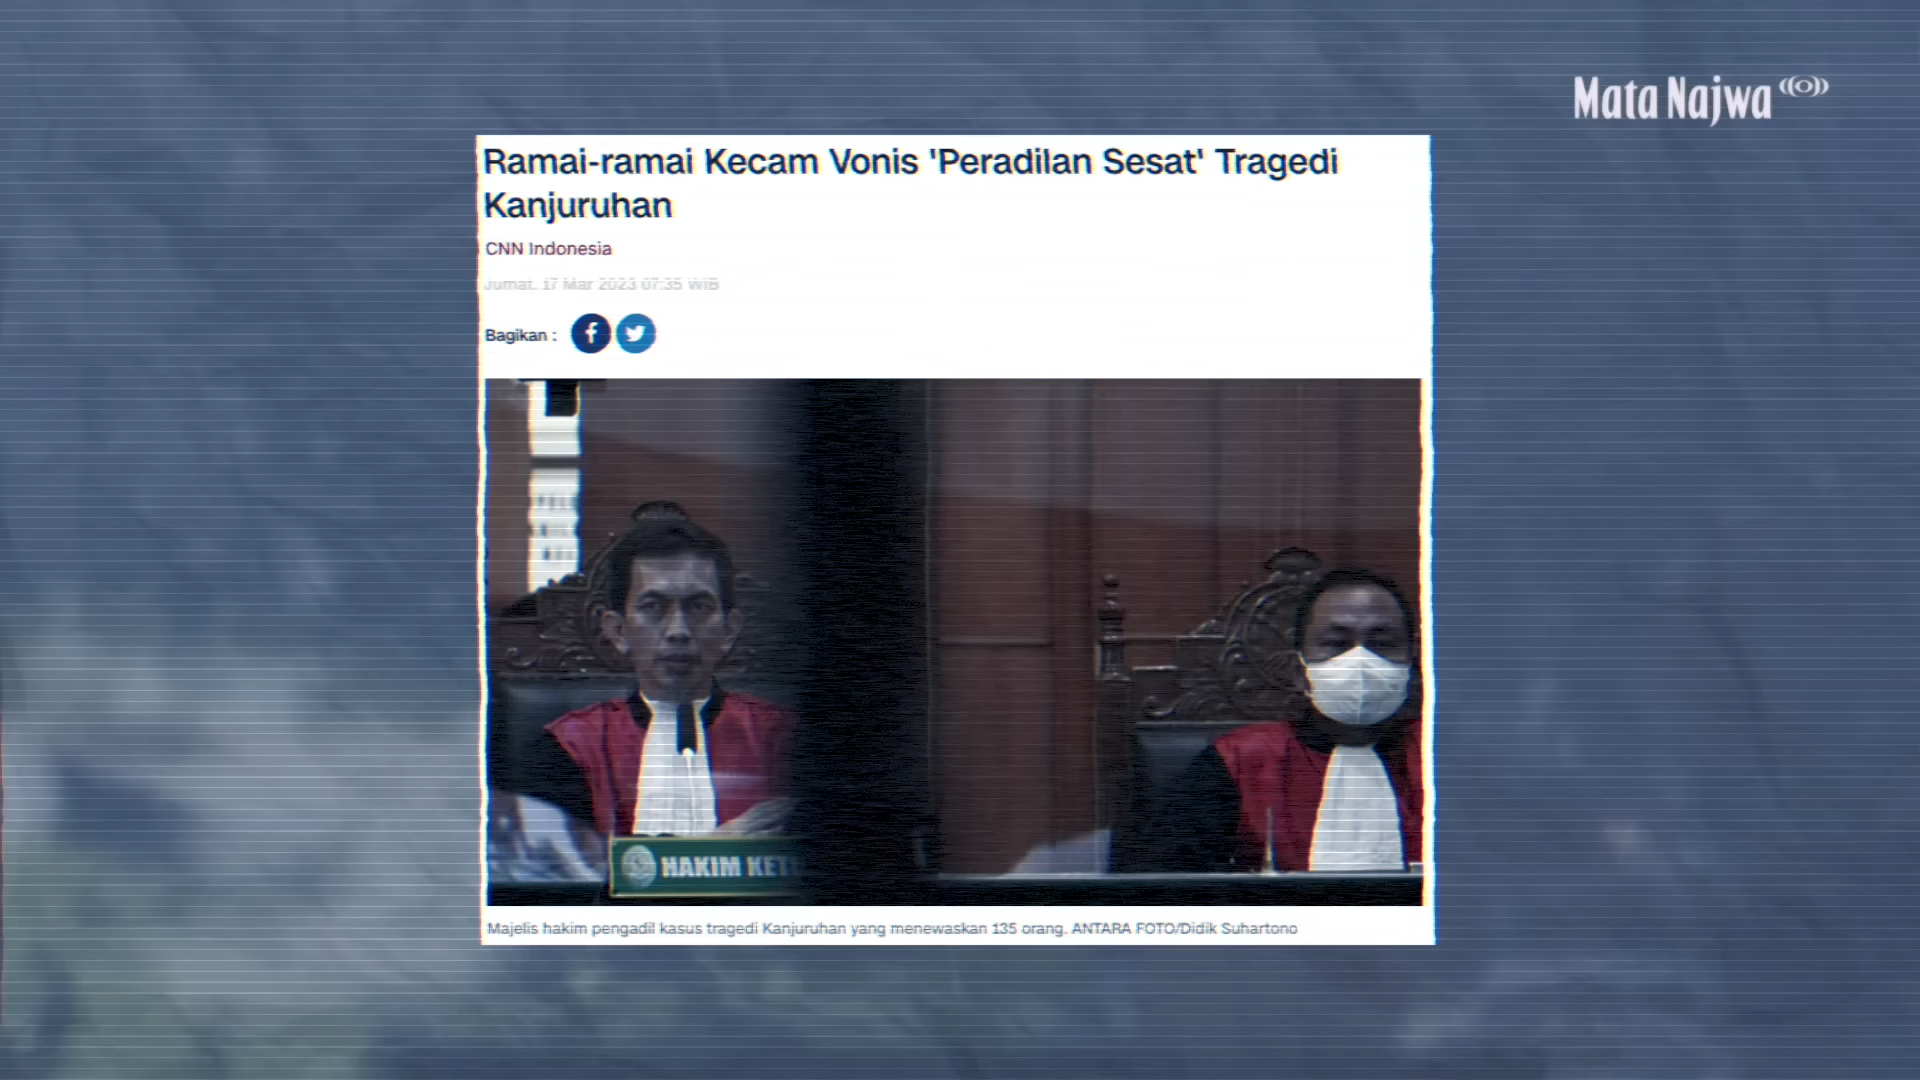 Mata Najwa
Ramai-ramai Kecam Vonis 'Peradilan Sesat' Tragedi
Kanjuruhan
CNN Indonesia
Jumat, 17 Mar 2023 07:35 WIB
Bagikan :
HAKIM KET
Majelis hakim pengadil kasus tragedi Kanjuruhan yang menewaskan 135 orang. ANTARA FOTO/Didik Suhartono